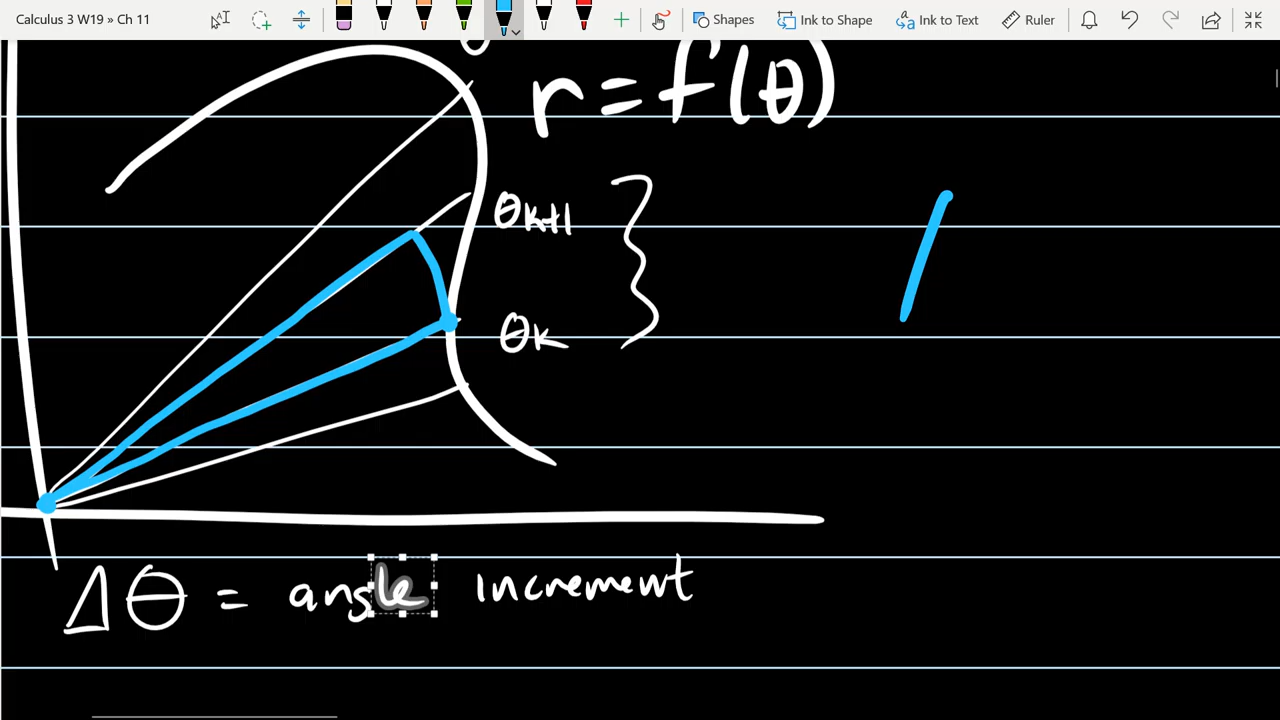 Calculus 3 W19 » Ch 11
Shapes
Ink to Shape
Ink to Text
Ruler
r = f(θ)
θk+1
θk
Δθ = angle increment